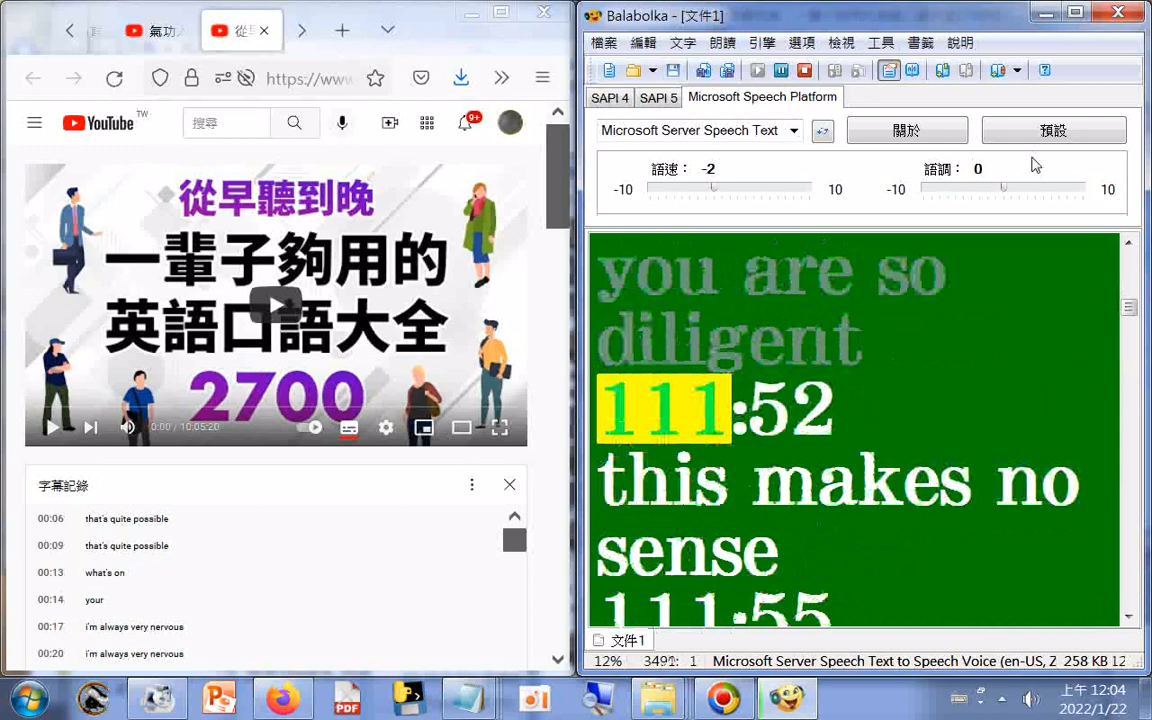 氣功
從
https://www
YouTube TW
搜尋
9+
從早聽到晚
一輩子夠用的
英語口語大全
2700
0:00 / 10:05:20
字幕記錄
00:06 that's quite possible
00:09 that's quite possible
00:13 what's on
00:14 your
00:17 i'm always very nervous
00:20 i'm always very nervous
Balabolka - [文件1]
檔案 編輯 文字 朗讀 引擎 選項 檢視 工具 書籤 說明
SAPI 4 SAPI 5 Microsoft Speech Platform
Microsoft Server Speech Text 關於 預設
語速： -2 語調： 0
-10 10 -10 10
you are so
diligent
111:52
this makes no
sense
111:55
文件1
12% 3491: 1 Microsoft Server Speech Text to Speech Voice (en-US, Z 258 KB 12
PDF
上午 12:04
2022/1/22